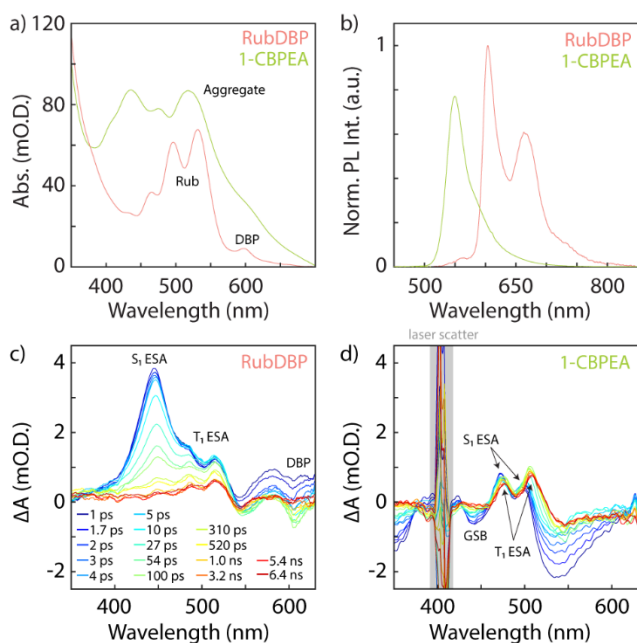 a)
RubDBP
1-CBPEA
Aggregate
Rub
DBP
120
80
40
0
Abs. (mO.D.)
400 500 600
Wavelength (nm)
b)
RubDBP
1-CBPEA
1
0
Norm. PL Int. (a.u.)
450 650 800
Wavelength (nm)
c)
RubDBP
S₁ ESA
T₁ ESA
DBP
4
2
0
-2
ΔA (mO.D.)
1 ps 5 ps
1.7 ps 10 ps 310 ps
2 ps 27 ps 520 ps
3 ps 54 ps 1.0 ns 5.4 ns
4 ps 100 ps 3.2 ns 6.4 ns
400 500 600
Wavelength (nm)
laser scatter
d)
1-CBPEA
S₁ ESA
GSB
T₁ ESA
4
2
0
-2
ΔA (mO.D.)
400 500 600
Wavelength (nm)